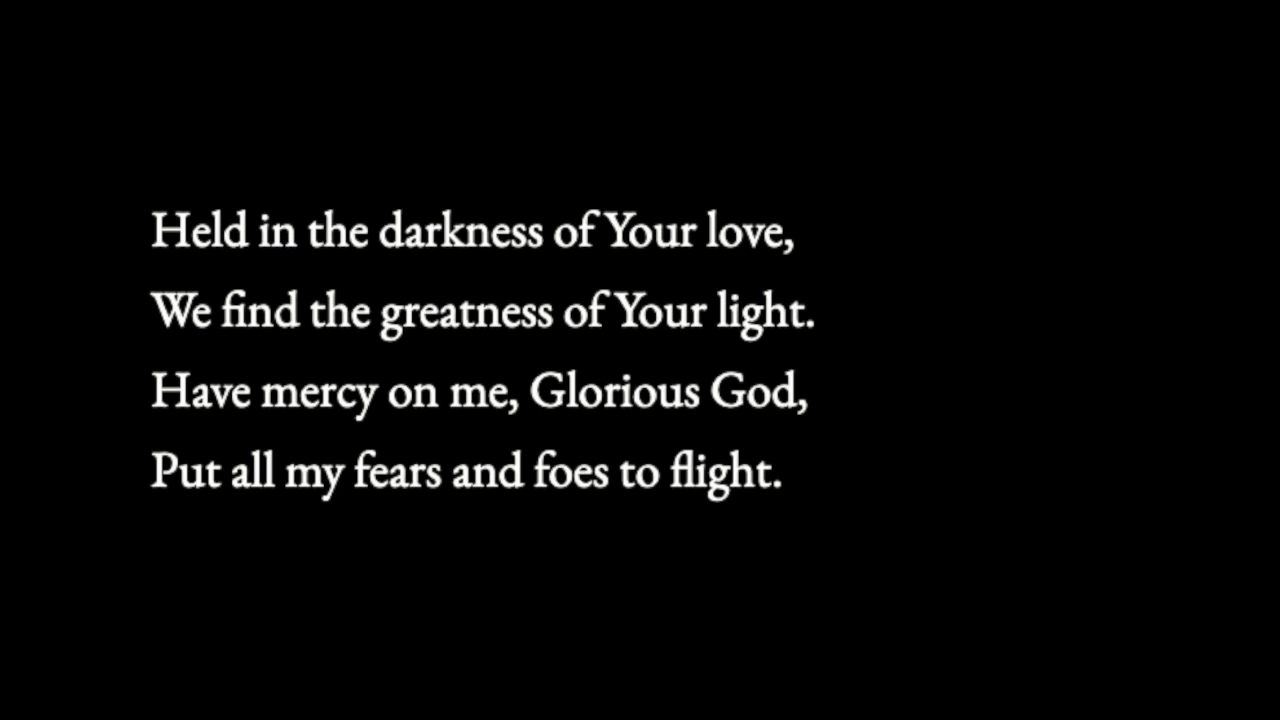 Held in the darkness of Your love,
We find the greatness of Your light.
Have mercy on me, Glorious God,
Put all my fears and foes to flight.